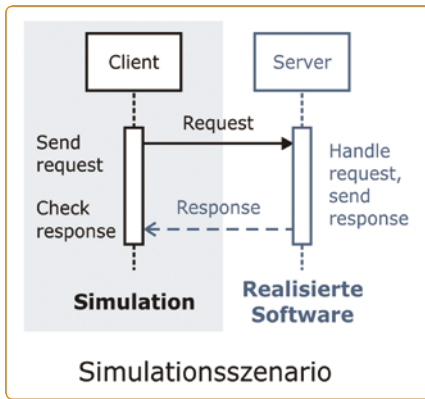 Client
Server
Request
Send
request
Handle
request,
send
response
Check
response
Response
Simulation
Realisierte
Software
Simulationsszenario